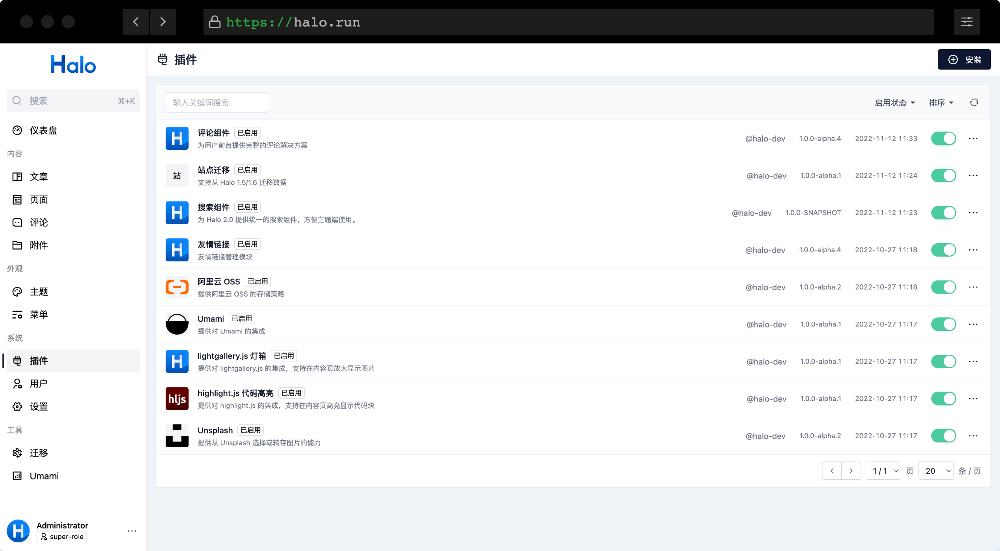 https://halo.run
Halo
搜索 ⌘+K
仪表盘
内容
文章
页面
评论
附件
外观
主题
菜单
系统
插件
用户
设置
工具
迁移
Umami
Administrator
super-role
插件
安装
输入关键词搜索 启用状态 排序
评论组件 已启用
为用户前台提供完整的评论解决方案
@halo-dev 1.0.0-alpha.4 2022-11-12 11:33
站
站点迁移 已启用
支持从 Halo 1.5/1.6 迁移数据
@halo-dev 1.0.0-alpha.1 2022-11-12 11:24
搜索组件 已启用
为 Halo 2.0 提供统一的搜索组件，方便主题端使用。
@halo-dev 1.0.0-SNAPSHOT 2022-11-12 11:23
友情链接 已启用
友情链接管理模块
@halo-dev 1.0.0-alpha.4 2022-10-27 11:18
阿里云 OSS 已启用
提供阿里云 OSS 的存储策略
@halo-dev 1.0.0-alpha.2 2022-10-27 11:18
Umami 已启用
提供对 Umami 的集成
@halo-dev 1.0.0-alpha.1 2022-10-27 11:17
lightgallery.js 灯箱 已启用
提供对 lightgallery.js 的集成，支持在内容页放大显示图片
@halo-dev 1.0.0-alpha.1 2022-10-27 11:17
hljs
highlight.js 代码高亮 已启用
提供对 highlight.js 的集成，支持在内容页高亮显示代码块
@halo-dev 1.0.0-alpha.1 2022-10-27 11:17
Unsplash 已启用
提供从 Unsplash 选择或转存图片的能力
@halo-dev 1.0.0-alpha.2 2022-10-27 11:17
1 / 1 页 20 条 / 页